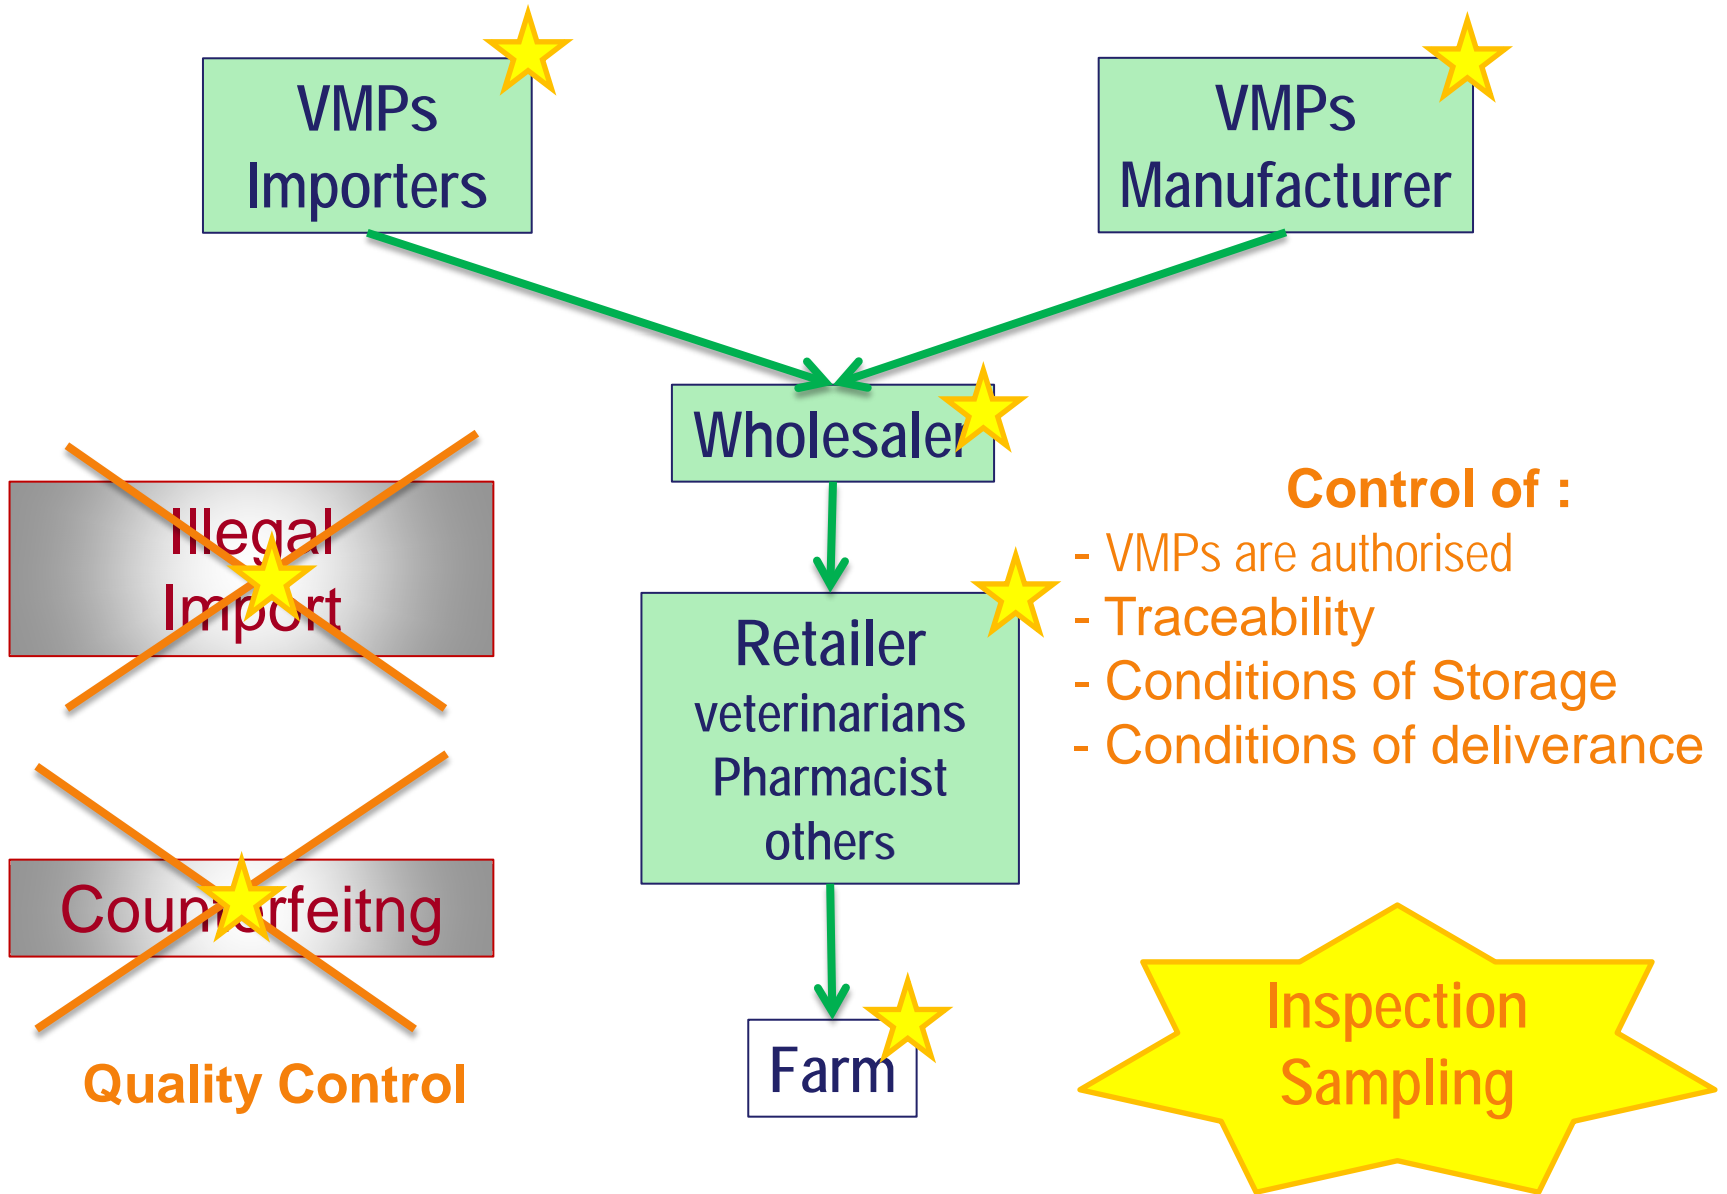 VMPs
Importers
VMPs
Manufacturer
Wholesaler
Illegal
Import
Control of :
- VMPs are authorised
- Traceability
- Conditions of Storage
- Conditions of deliverance
Retailer
veterinarians
Pharmacist
others
Counterfeitng
Quality Control
Farm
Inspection
Sampling